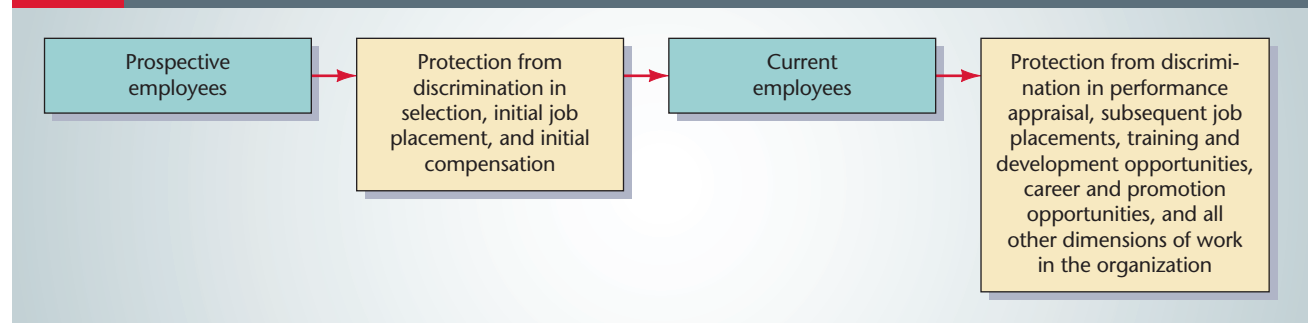 Prospective
employees
Protection from
discrimination in
selection, initial job
placement, and initial
compensation
Current
employees
Protection from discrimi-
nation in performance
appraisal, subsequent job
placements, training and
development opportunities,
career and promotion
opportunities, and all
other dimensions of work
in the organization